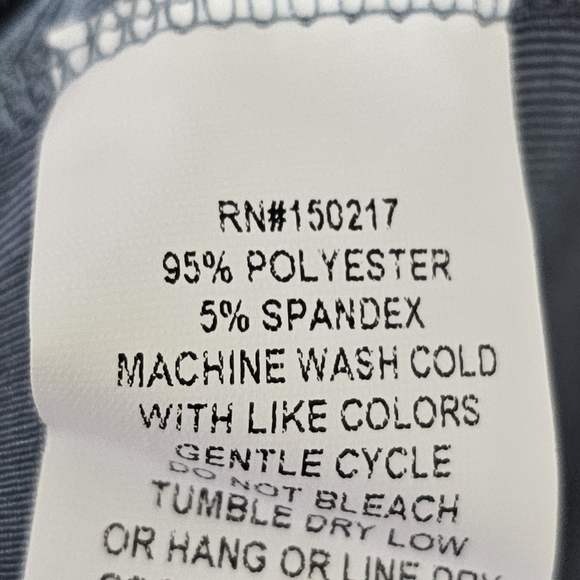 RN#150217
95% POLYESTER
5% SPANDEX
MACHINE WASH COLD
WITH LIKE COLORS
GENTLE CYCLE
DO NOT BLEACH
TUMBLE DRY LOW
OR HANG OR LINE DRY